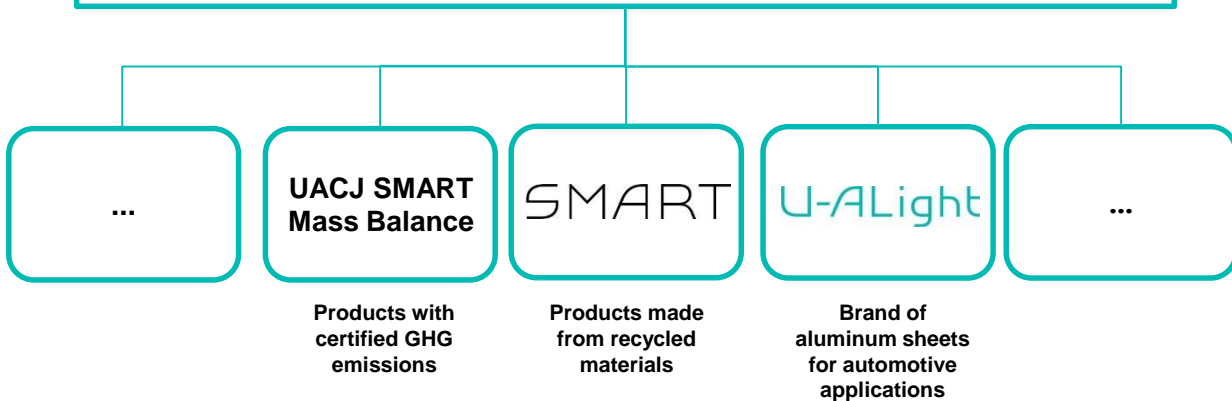 ...
UACJ SMART
Mass Balance
SMART
U-ALight
...
Products with
certified GHG
emissions
Products made
from recycled
materials
Brand of
aluminum sheets
for automotive
applications